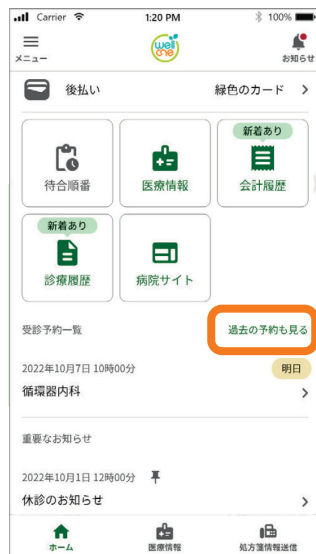 Carrier 1:20 PM 100%
well one
メニュー お知らせ
後払い 緑色のカード
新着あり
待合順番 医療情報 会計履歴
新着あり
診療履歴 病院サイト
受診予約一覧 過去の予約も見る
2022年10月7日 10時00分 明日
循環器内科
重要なお知らせ
2022年10月1日 12時00分
休診のお知らせ
ホーム 医療情報 処方箋情報送信